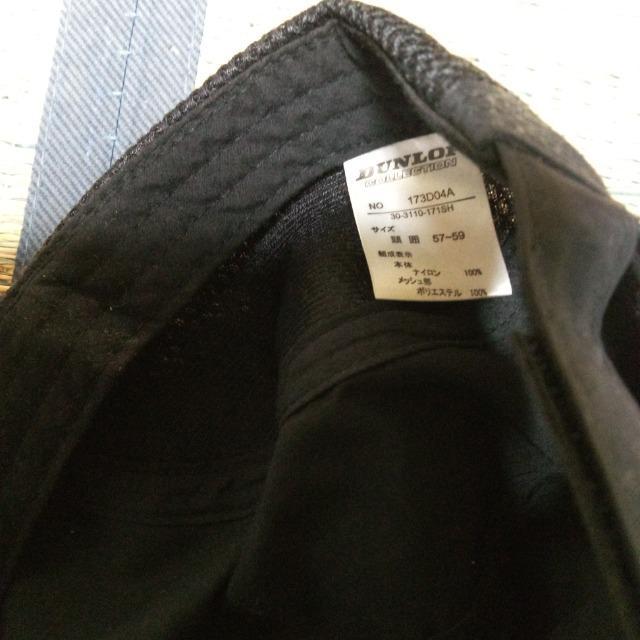 DUNLOP
COLLECTION
NO 173D04A
30-3110-171SH
サイズ
頭囲 57-59
組成表示
本体 ナイロン 100%
メッシュ部
ポリエステル 100%